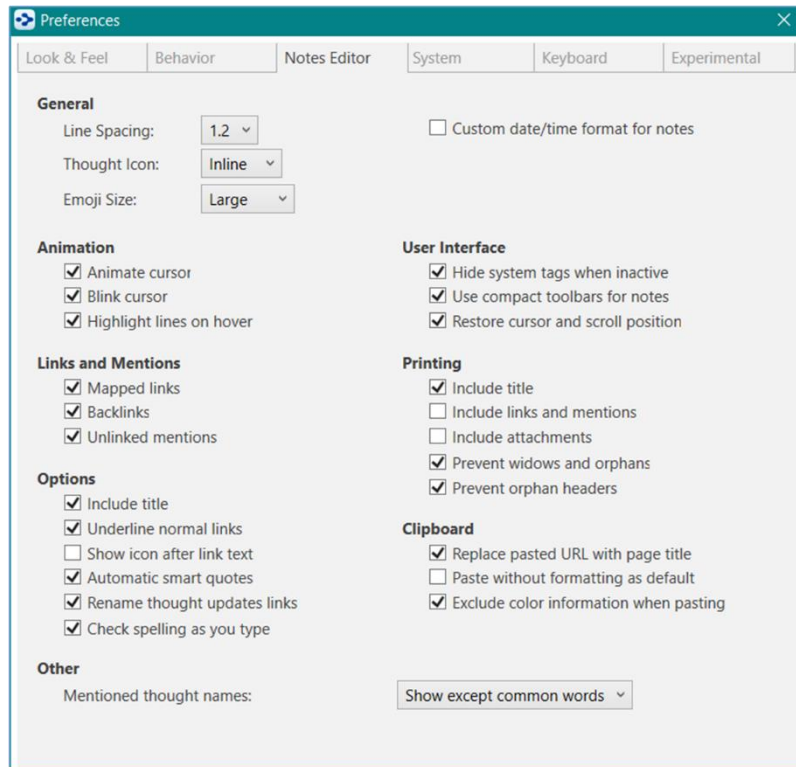 Preferences
Look & Feel
Behavior
Notes Editor
System
Keyboard
Experimental
General
Line Spacing: 1.2
Thought Icon: Inline
Emoji Size: Large
Custom date/time format for notes
Animation
Animate cursor
Blink cursor
Highlight lines on hover
User Interface
Hide system tags when inactive
Use compact toolbars for notes
Restore cursor and scroll position
Links and Mentions
Mapped links
Backlinks
Unlinked mentions
Printing
Include title
Include links and mentions
Include attachments
Prevent widows and orphans
Prevent orphan headers
Options
Include title
Underline normal links
Show icon after link text
Automatic smart quotes
Rename thought updates links
Check spelling as you type
Clipboard
Replace pasted URL with page title
Paste without formatting as default
Exclude color information when pasting
Other
Mentioned thought names: Show except common words